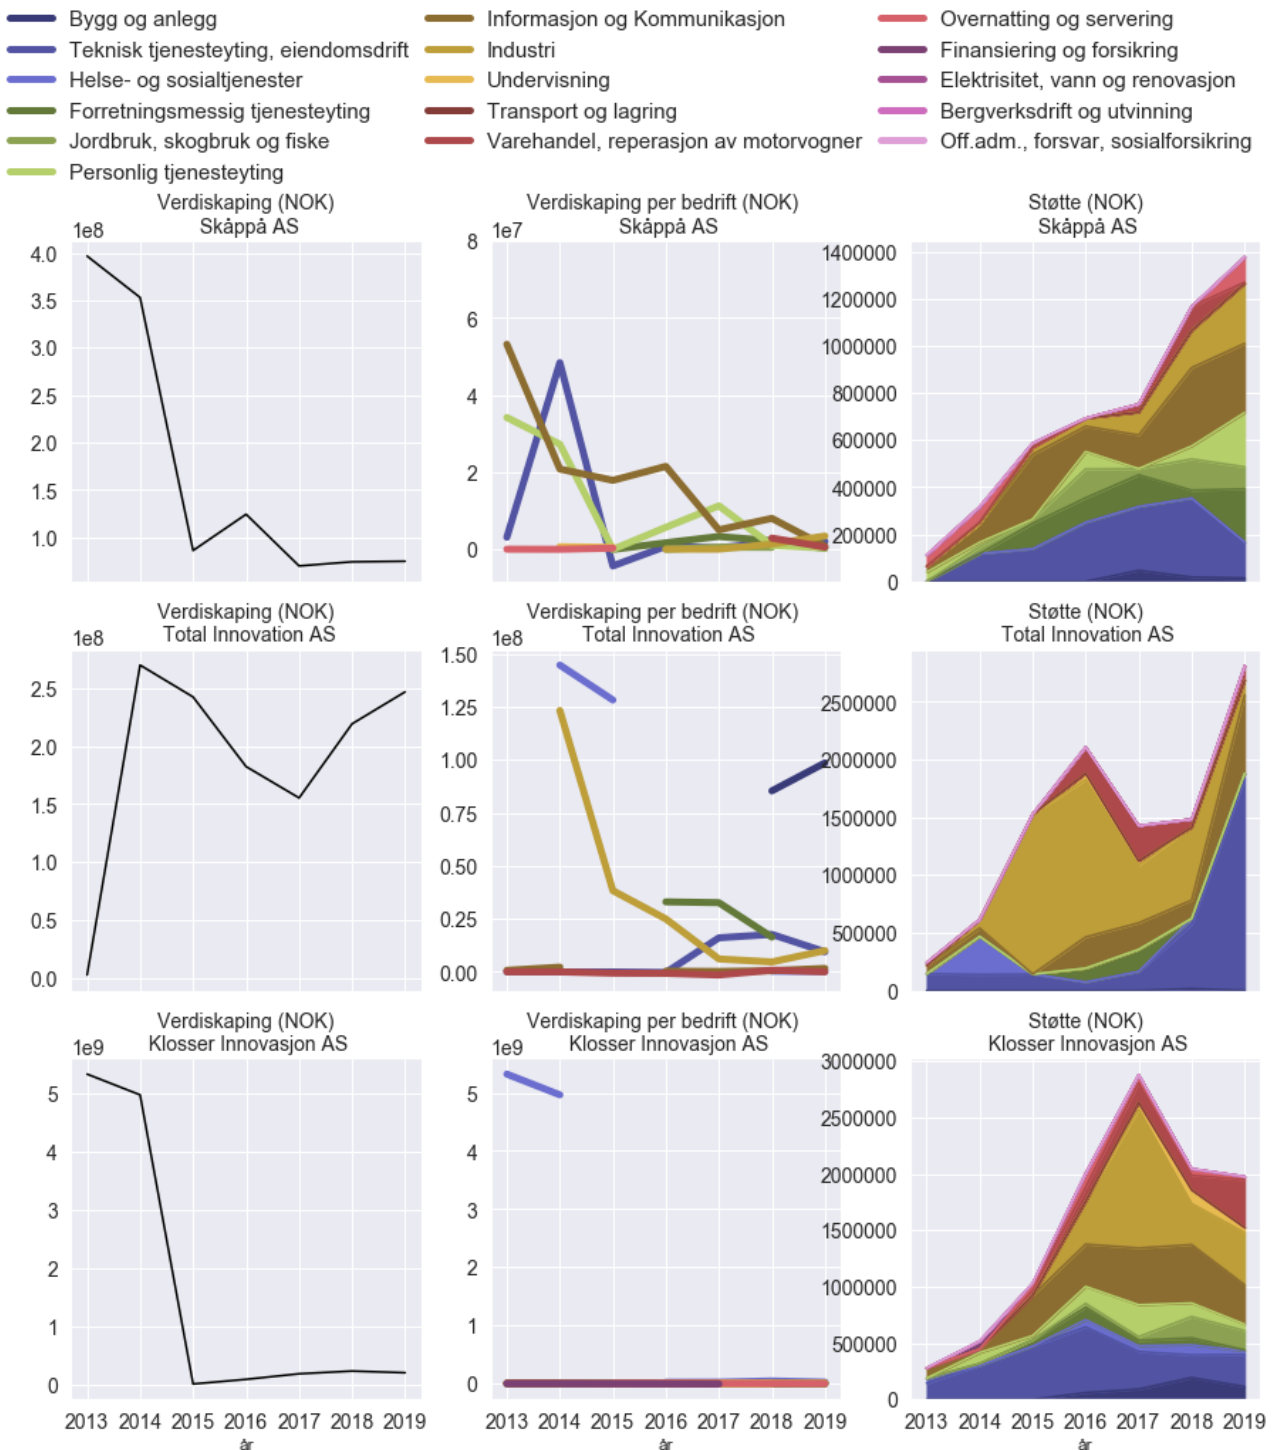 Bygg og anlegg
Teknisk tjenesteyting, eiendomsdrift
Helse- og sosialtjenester
Forretningsmessig tjenesteyting
Jordbruk, skogbruk og fiske
Personlig tjenesteyting
Informasjon og Kommunikasjon
Industri
Undervisning
Transport og lagring
Varehandel, reperasjon av motorvogner
Overnatting og servering
Finansiering og forsikring
Elektrisitet, vann og renovasjon
Bergverksdrift og utvinning
Off.adm., forsvar, sosialforsikring
Verdiskaping (NOK)
Skåppå AS
1e8
4.0
3.5
3.0
2.5
2.0
1.5
1.0
Verdiskaping per bedrift (NOK)
Skåppå AS
1e7
8
6
4
2
0
Støtte (NOK)
Skåppå AS
1400000
1200000
1000000
800000
600000
400000
200000
0
Verdiskaping (NOK)
Total Innovation AS
1e8
2.5
2.0
1.5
1.0
0.5
0.0
Verdiskaping per bedrift (NOK)
Total Innovation AS
1e8
1.50
1.25
1.00
0.75
0.50
0.25
0.00
Støtte (NOK)
Total Innovation AS
2500000
2000000
1500000
1000000
500000
0
Verdiskaping (NOK)
Klosser Innovasjon AS
1e9
5
4
3
2
1
0
2013 2014 2015 2016 2017 2018 2019
år
Verdiskaping per bedrift (NOK)
Klosser Innovasjon AS
1e9
5
4
3
2
1
0
2013 2014 2015 2016 2017 2018 2019
år
Støtte (NOK)
Klosser Innovasjon AS
3000000
2500000
2000000
1500000
1000000
500000
0
2013 2014 2015 2016 2017 2018 2019
år